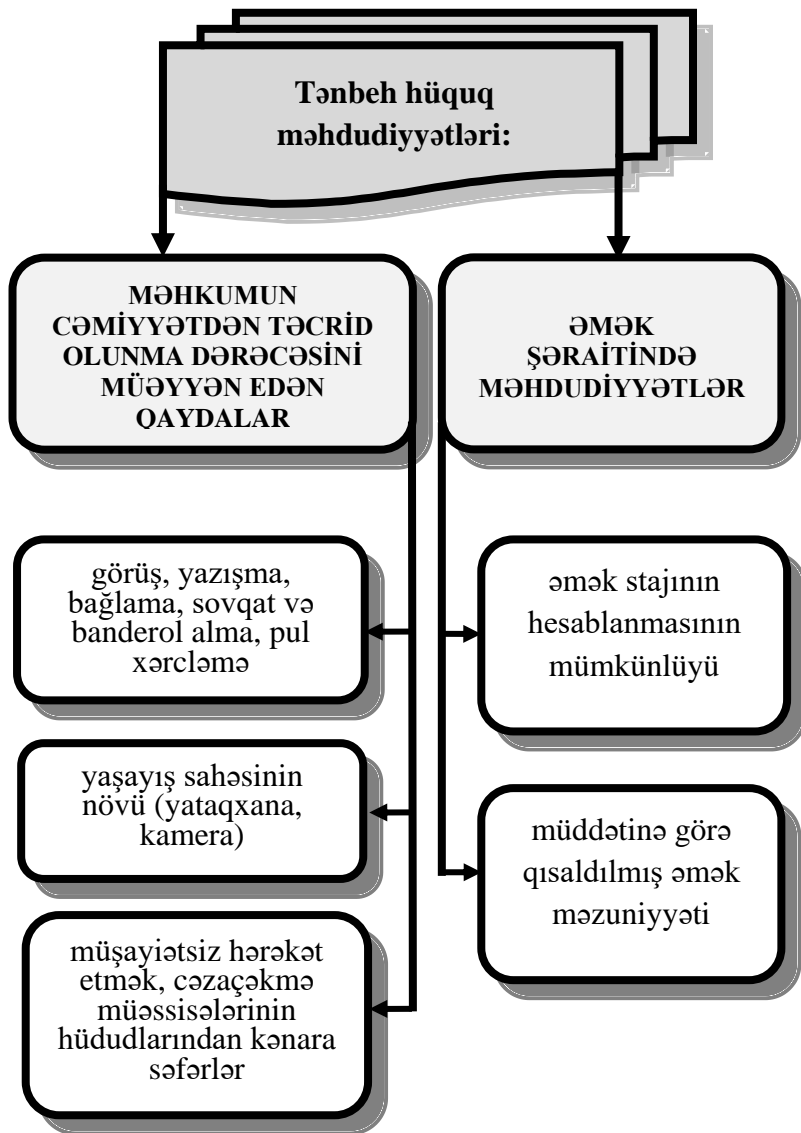 Tənbeh hüquq
məhdudiyyətləri:
MƏHKUMUN
CƏMİYYƏTDƏN TƏCRİD
OLUNMA DƏRƏCƏSİNİ
MÜƏYYƏN EDƏN
QAYDALAR
görüş, yazışma,
bağlama, sovqat və
banderol alma, pul
xərcləmə
yaşayış sahəsinin
növü (yataqxana,
kamera)
müşayiətsiz hərəkət
etmək, cəzaçəkmə
müəssisələrinin
hüdudlarından kənara
səfərlər
ƏMƏK
ŞƏRAİTİNDƏ
MƏHDUDİYYƏTLƏR
əmək stajının
hesablanmasının
mümkünlüyü
müddətinə görə
qısaldılmış əmək
məzuniyyəti